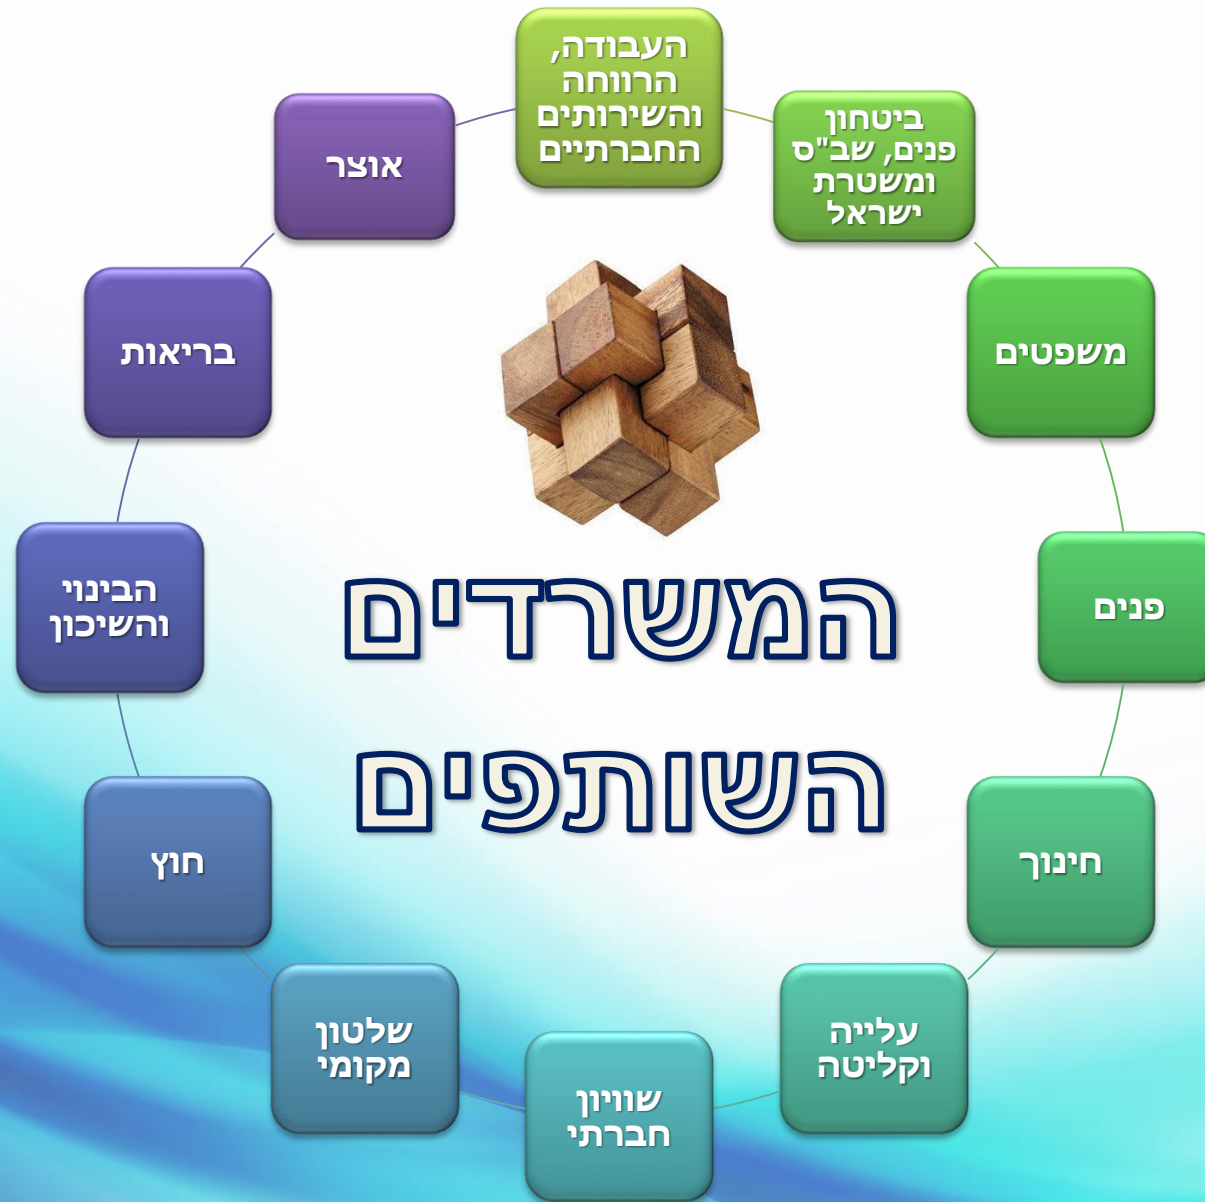 העבודה,
הרווחה
והשירותים
החברתיים
ביטחון
פנים, שב"ס
ומשטרת
ישראל
משפטים
פנים
חינוך
עלייה
וקליטה
שוויון
חברתי
שלטון
מקומי
חוץ
הבינוי
והשיכון
בריאות
אוצר
המשרדים
השותפים